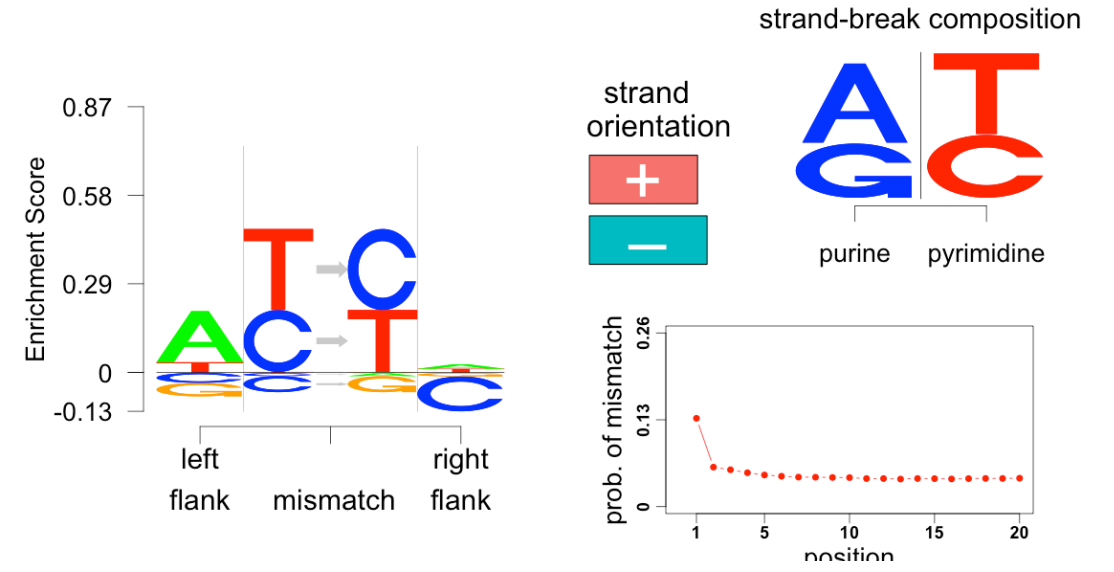 strand-break composition
A T
G C
purine pyrimidine
strand
orientation
+
−
Enrichment Score
0.87
0.58
0.29
0
-0.13
T C
A C T
T
C C G
G C
left
flank
mismatch
right
flank
prob. of mismatch
0.26
0.13
0
1 5 10 15 20
position